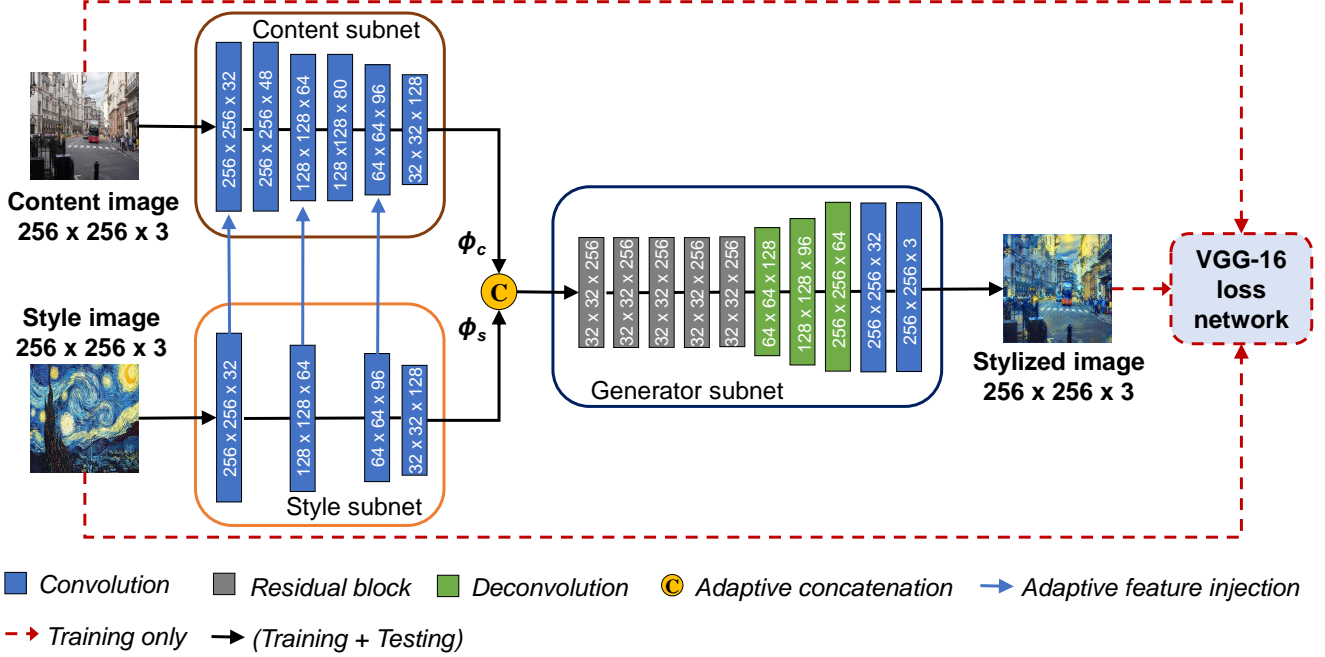 Content subnet
256 x 256 x 32
256 x 256 x 48
128 x 128 x 64
128 x128 x 80
64 x 64 x 96
32 x 32 x 128
Content image
256 x 256 x 3
ϕc
C
ϕs
Style image
256 x 256 x 3
256 x 256 x 32
128 x 128 x 64
64 x 64 x 96
32 x 32 x 128
Style subnet
32 x 32 x 256
32 x 32 x 256
32 x 32 x 256
32 x 32 x 256
32 x 32 x 256
64 x 64 x 128
128 x 128 x 96
256 x 256 x 64
256 x 256 x 32
256 x 256 x 3
Generator subnet
Stylized image
256 x 256 x 3
VGG-16
loss
network
Convolution
Residual block
Deconvolution
C Adaptive concatenation
Adaptive feature injection
Training only
(Training + Testing)